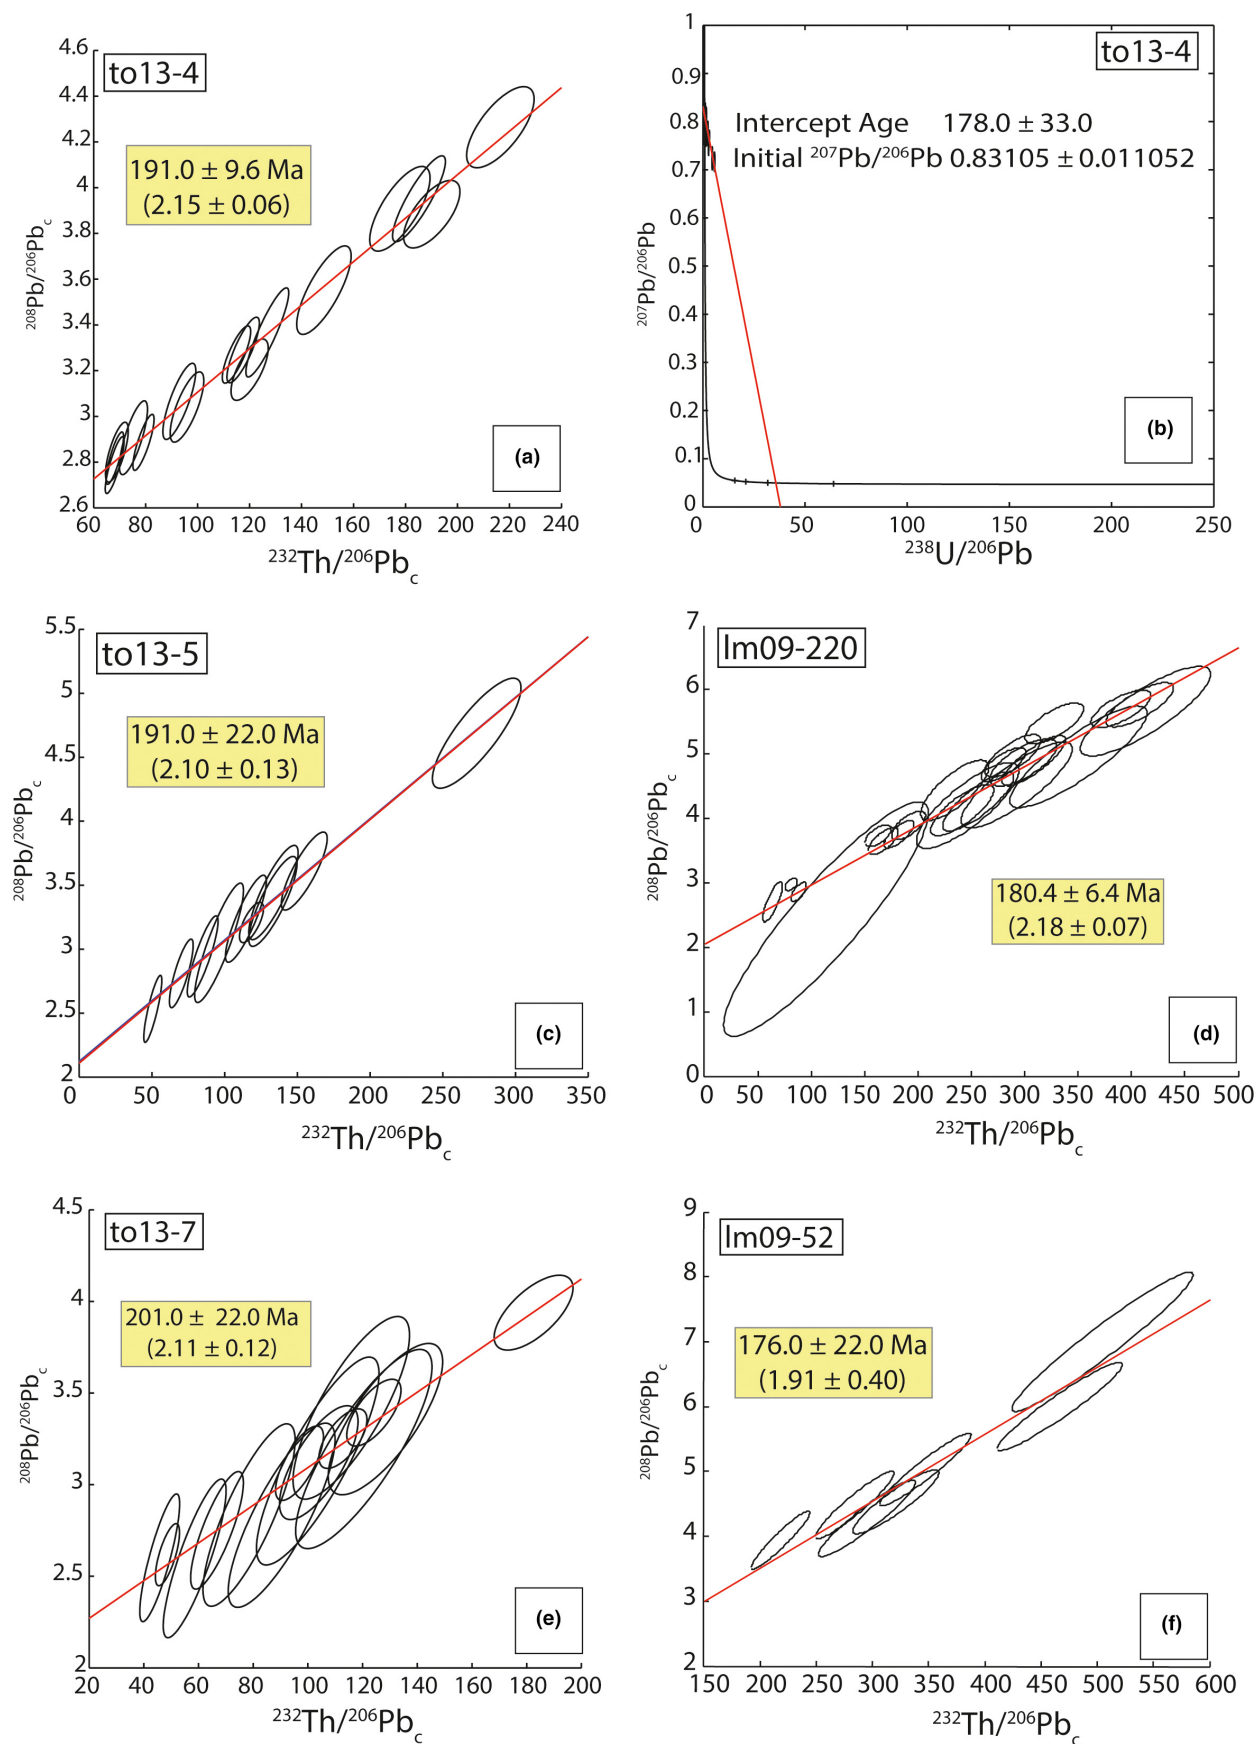 to13-4
191.0 ± 9.6 Ma
(2.15 ± 0.06)
4.6
4.4
4.2
4
3.8
3.6
3.4
3.2
3
2.8
2.6
208Pb/206Pbc
(a)
60 80 100 120 140 160 180 200 220 240
232Th/206Pbc
to13-4
Intercept Age 178.0 ± 33.0
Initial 207Pb/206Pb 0.83105 ± 0.011052
1
0.9
0.8
0.7
0.6
0.5
0.4
0.3
0.2
0.1
0
207Pb/206Pb
(b)
0 50 100 150 200 250
238U/206Pb
to13-5
191.0 ± 22.0 Ma
(2.10 ± 0.13)
5.5
5
4.5
4
3.5
3
2.5
2
208Pb/206Pbc
(c)
0 50 100 150 200 250 300 350
232Th/206Pbc
lm09-220
180.4 ± 6.4 Ma
(2.18 ± 0.07)
7
6
5
4
3
2
1
0
208Pb/206Pbc
(d)
0 50 100 150 200 250 300 350 400 450 500
232Th/206Pbc
to13-7
201.0 ± 22.0 Ma
(2.11 ± 0.12)
4.5
4
3.5
3
2.5
2
208Pb/206Pbc
(e)
20 40 60 80 100 120 140 160 180 200
232Th/206Pbc
lm09-52
176.0 ± 22.0 Ma
(1.91 ± 0.40)
9
8
7
6
5
4
3
2
208Pb/206Pbc
(f)
150 200 250 300 350 400 450 500 550 600
232Th/206Pbc